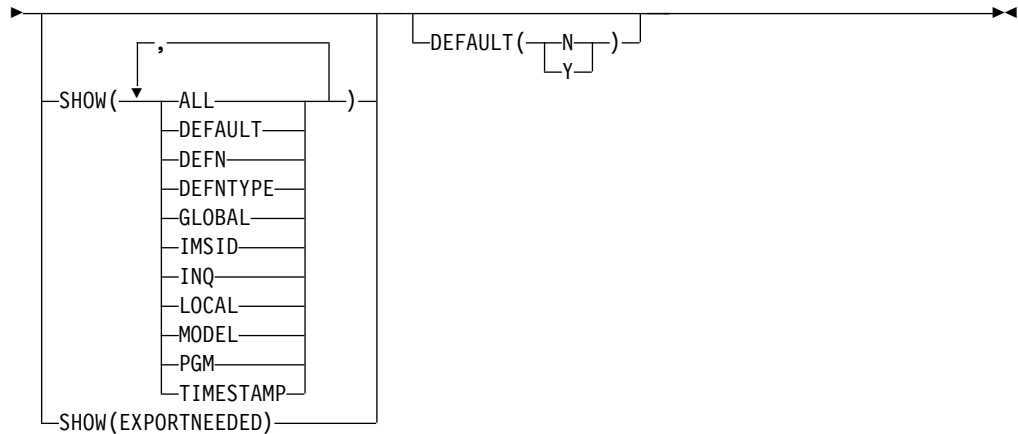 ,
DEFAULT( N )
Y
SHOW( ALL )
DEFAULT
DEFN
DEFNTYPE
GLOBAL
IMSID
INQ
LOCAL
MODEL
PGM
TIMESTAMP
SHOW(EXPORTNEEDED)